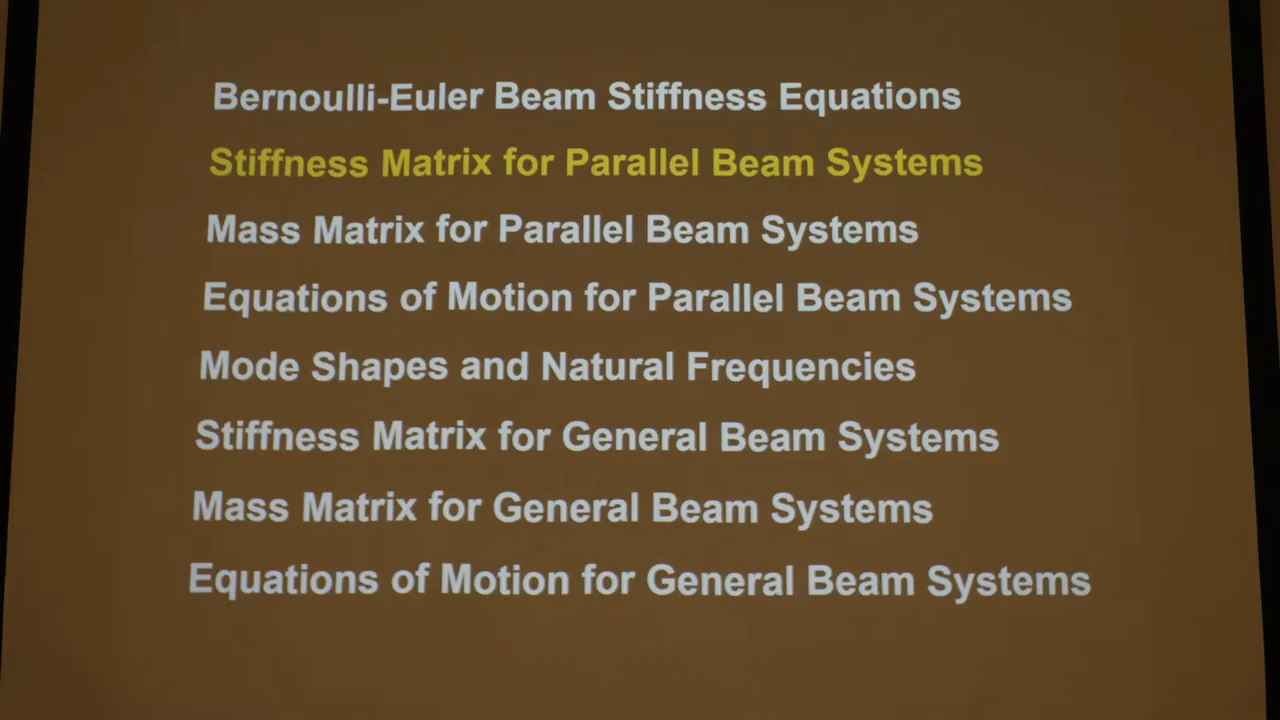 Bernoulli-Euler Beam Stiffness Equations
Stiffness Matrix for Parallel Beam Systems
Mass Matrix for Parallel Beam Systems
Equations of Motion for Parallel Beam Systems
Mode Shapes and Natural Frequencies
Stiffness Matrix for General Beam Systems
Mass Matrix for General Beam Systems
Equations of Motion for General Beam Systems